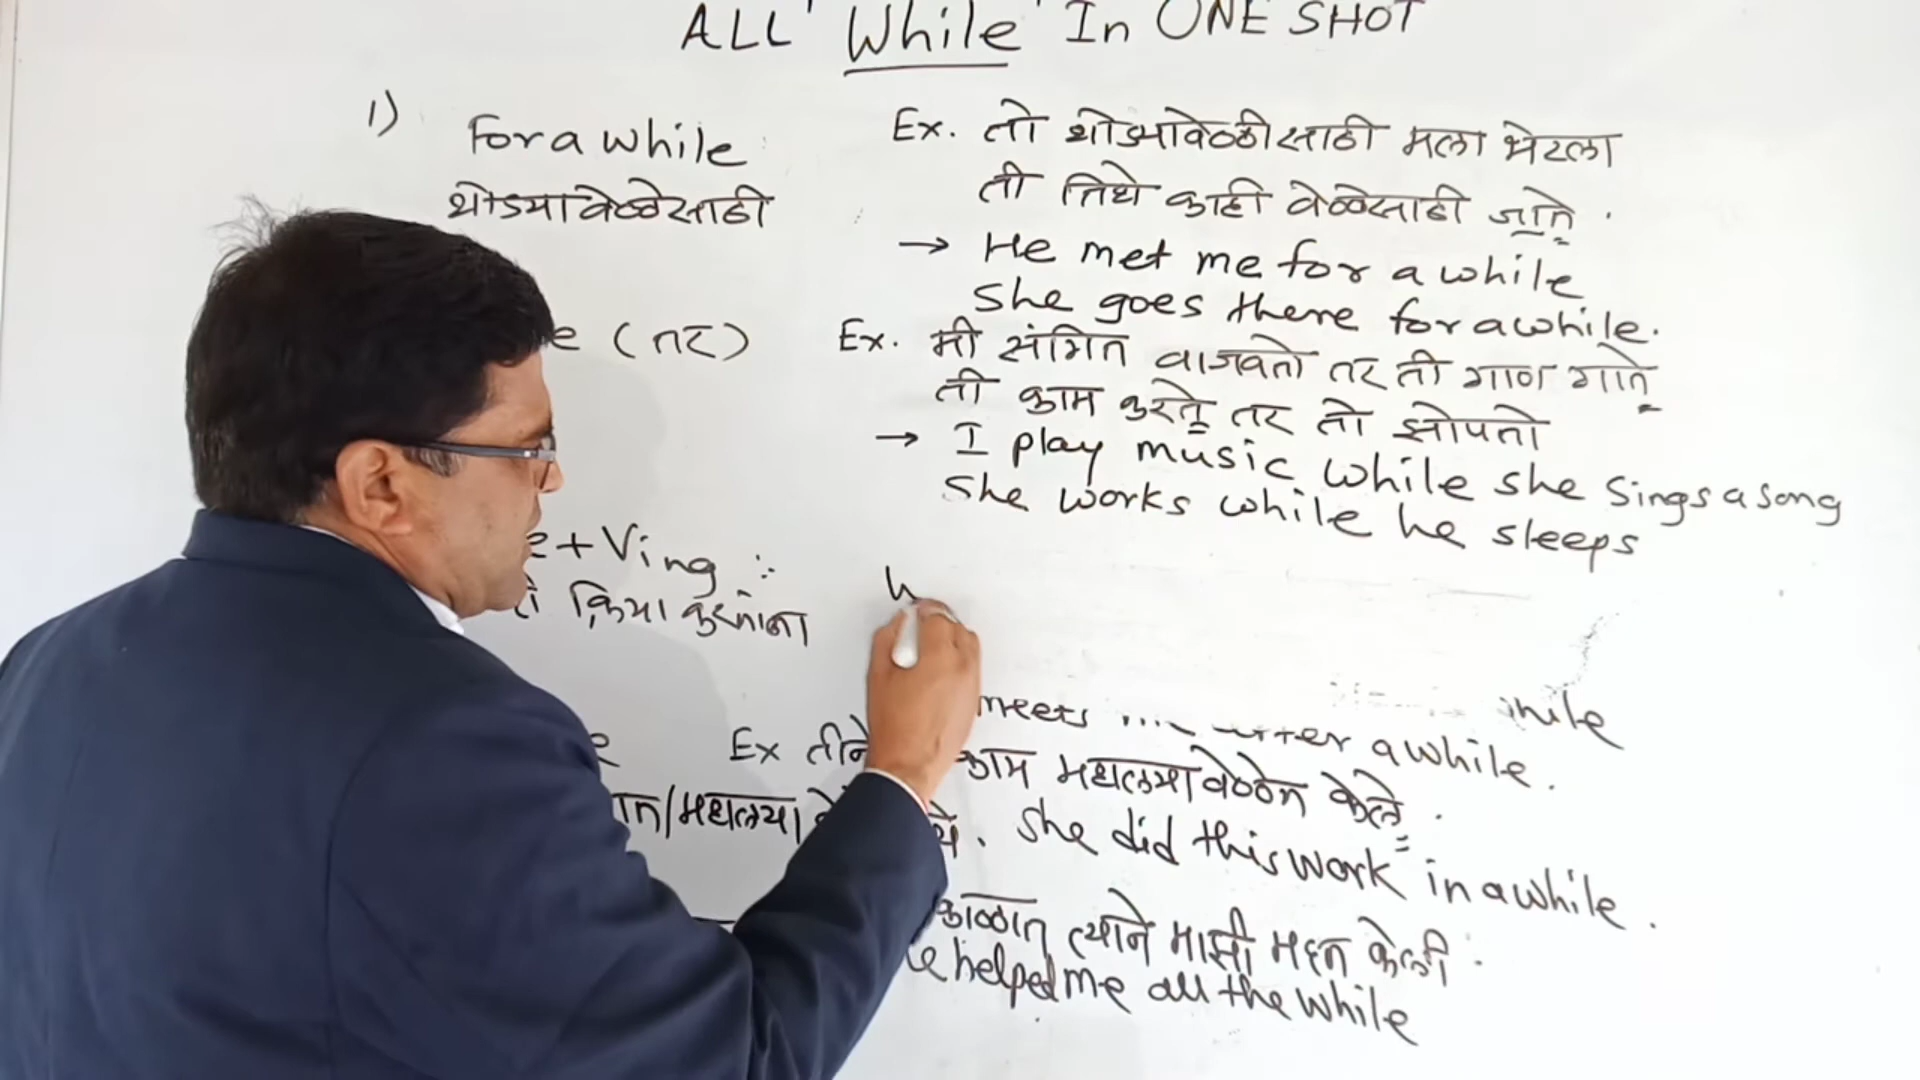 ALL 'While' In ONE SHOT
1) For a while
थोड्यावेळेसाठी
Ex. तो थोड्यावेळीसाठी मला भेटला
ती तिथे काही वेळेसाठी जाते.
→ He met me for a while
She goes there for a while.
e (तर)
Ex. मी संगित वाजवतो तर ती गाण गाते
ती काम करते तर तो झोपतो
→ I play music while she sings a song
She works while he sleeps
e + Ving :-
क्रिया करतांना
meets after a while.
Ex तीने काम मधल्यावेळेन केले.
/मधल्या
She did this work in a while.
काळात त्याने माझी मदत केली.
e helped me all the while